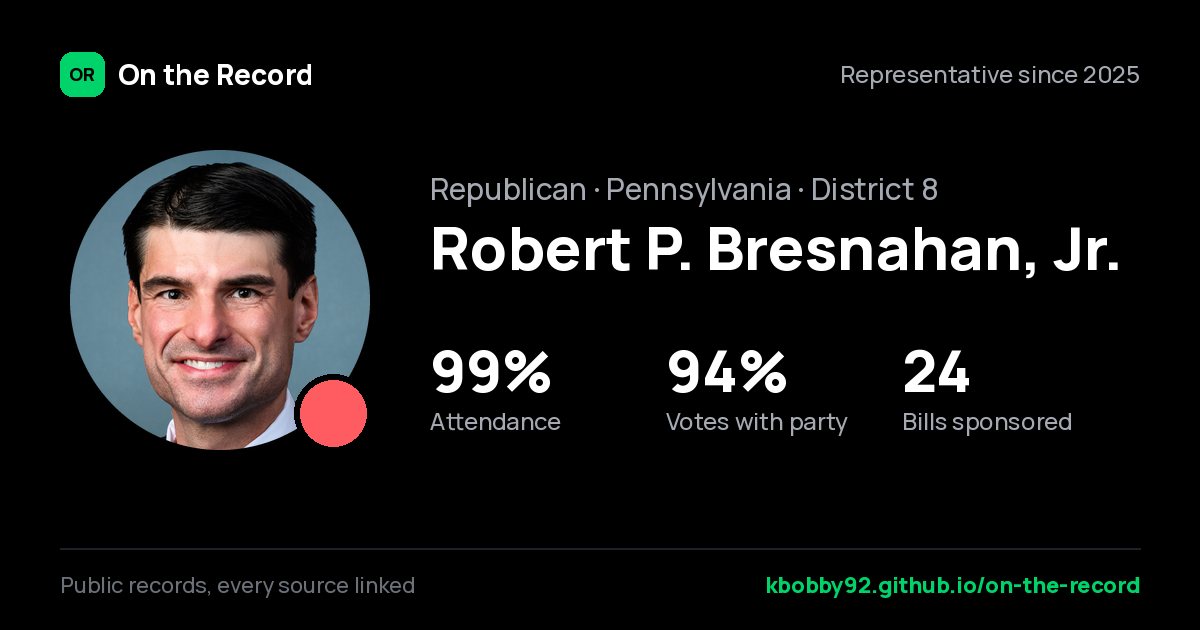 OR On the Record
Representative since 2025
Republican · Pennsylvania · District 8
Robert P. Bresnahan, Jr.
99% 94% 24
Attendance Votes with party Bills sponsored
Public records, every source linked
kbobby92.github.io/on-the-record